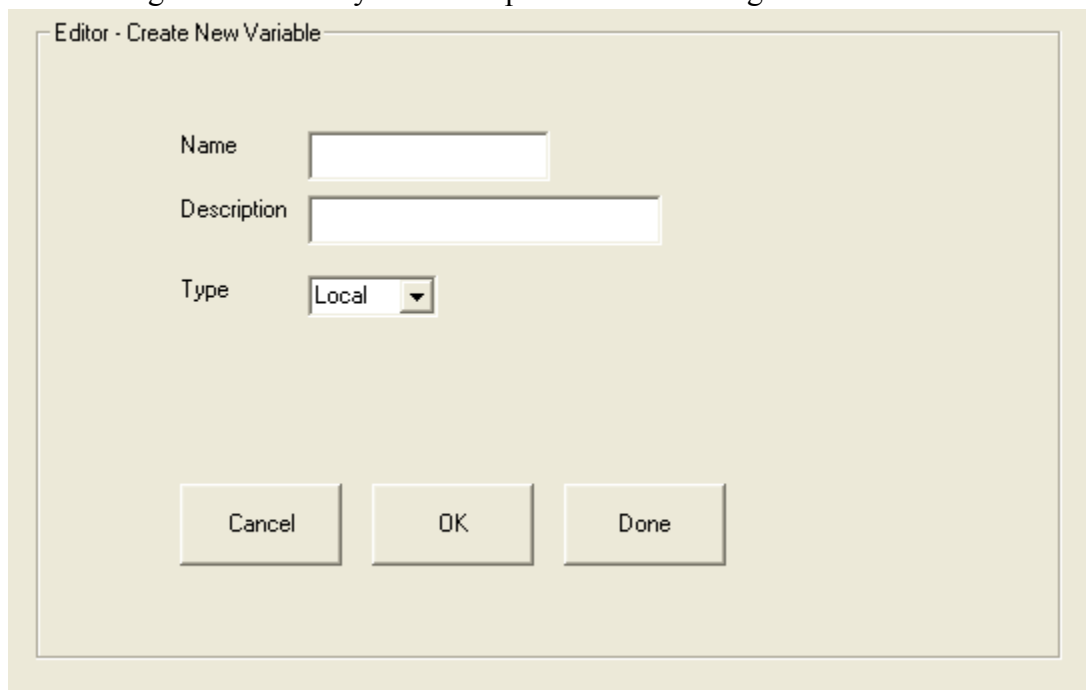 Editor - Create New Variable
Name
Description
Type
Local
Cancel
OK
Done